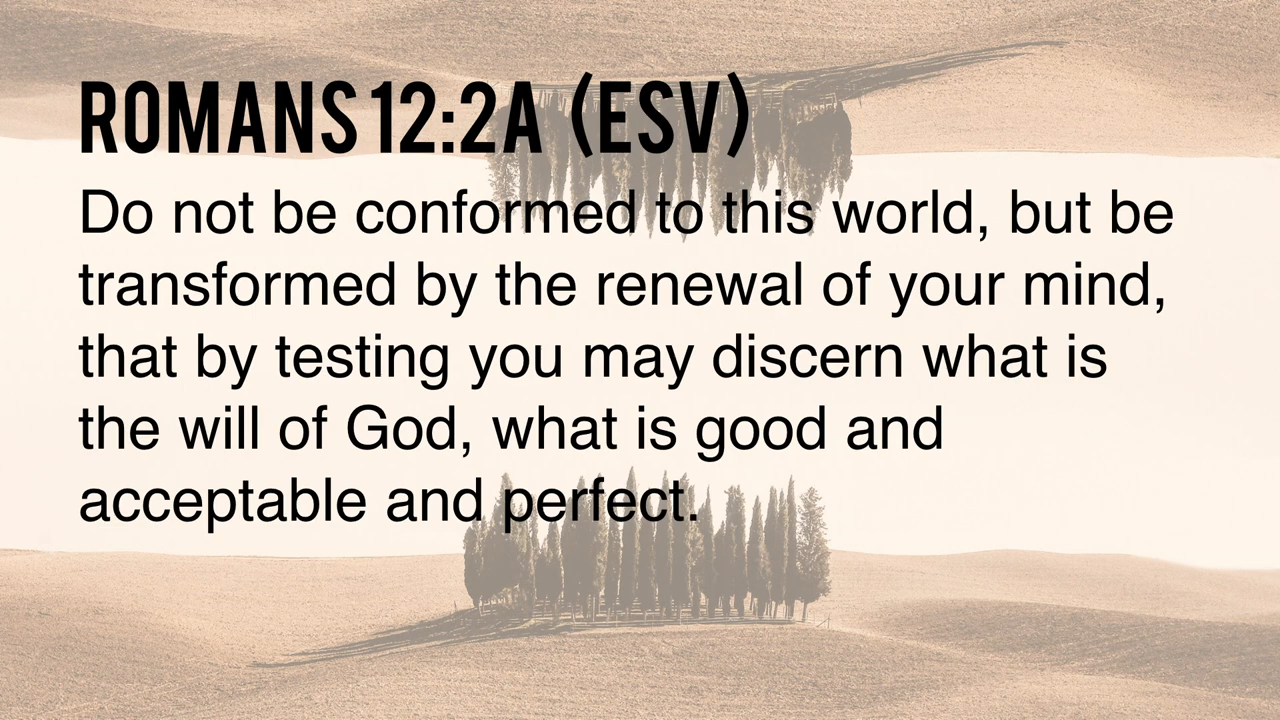 ROMANS 12:2A (ESV)
Do not be conformed to this world, but be
transformed by the renewal of your mind,
that by testing you may discern what is
the will of God, what is good and
acceptable and perfect.